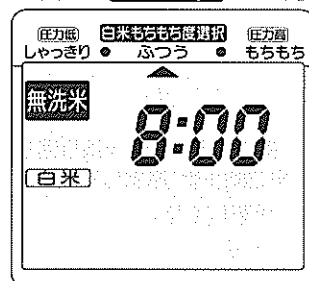 圧力低 白米もちもち度選択 圧力高
しゃっきり ● ふつう ● もちもち
無洗米
8:00
白米